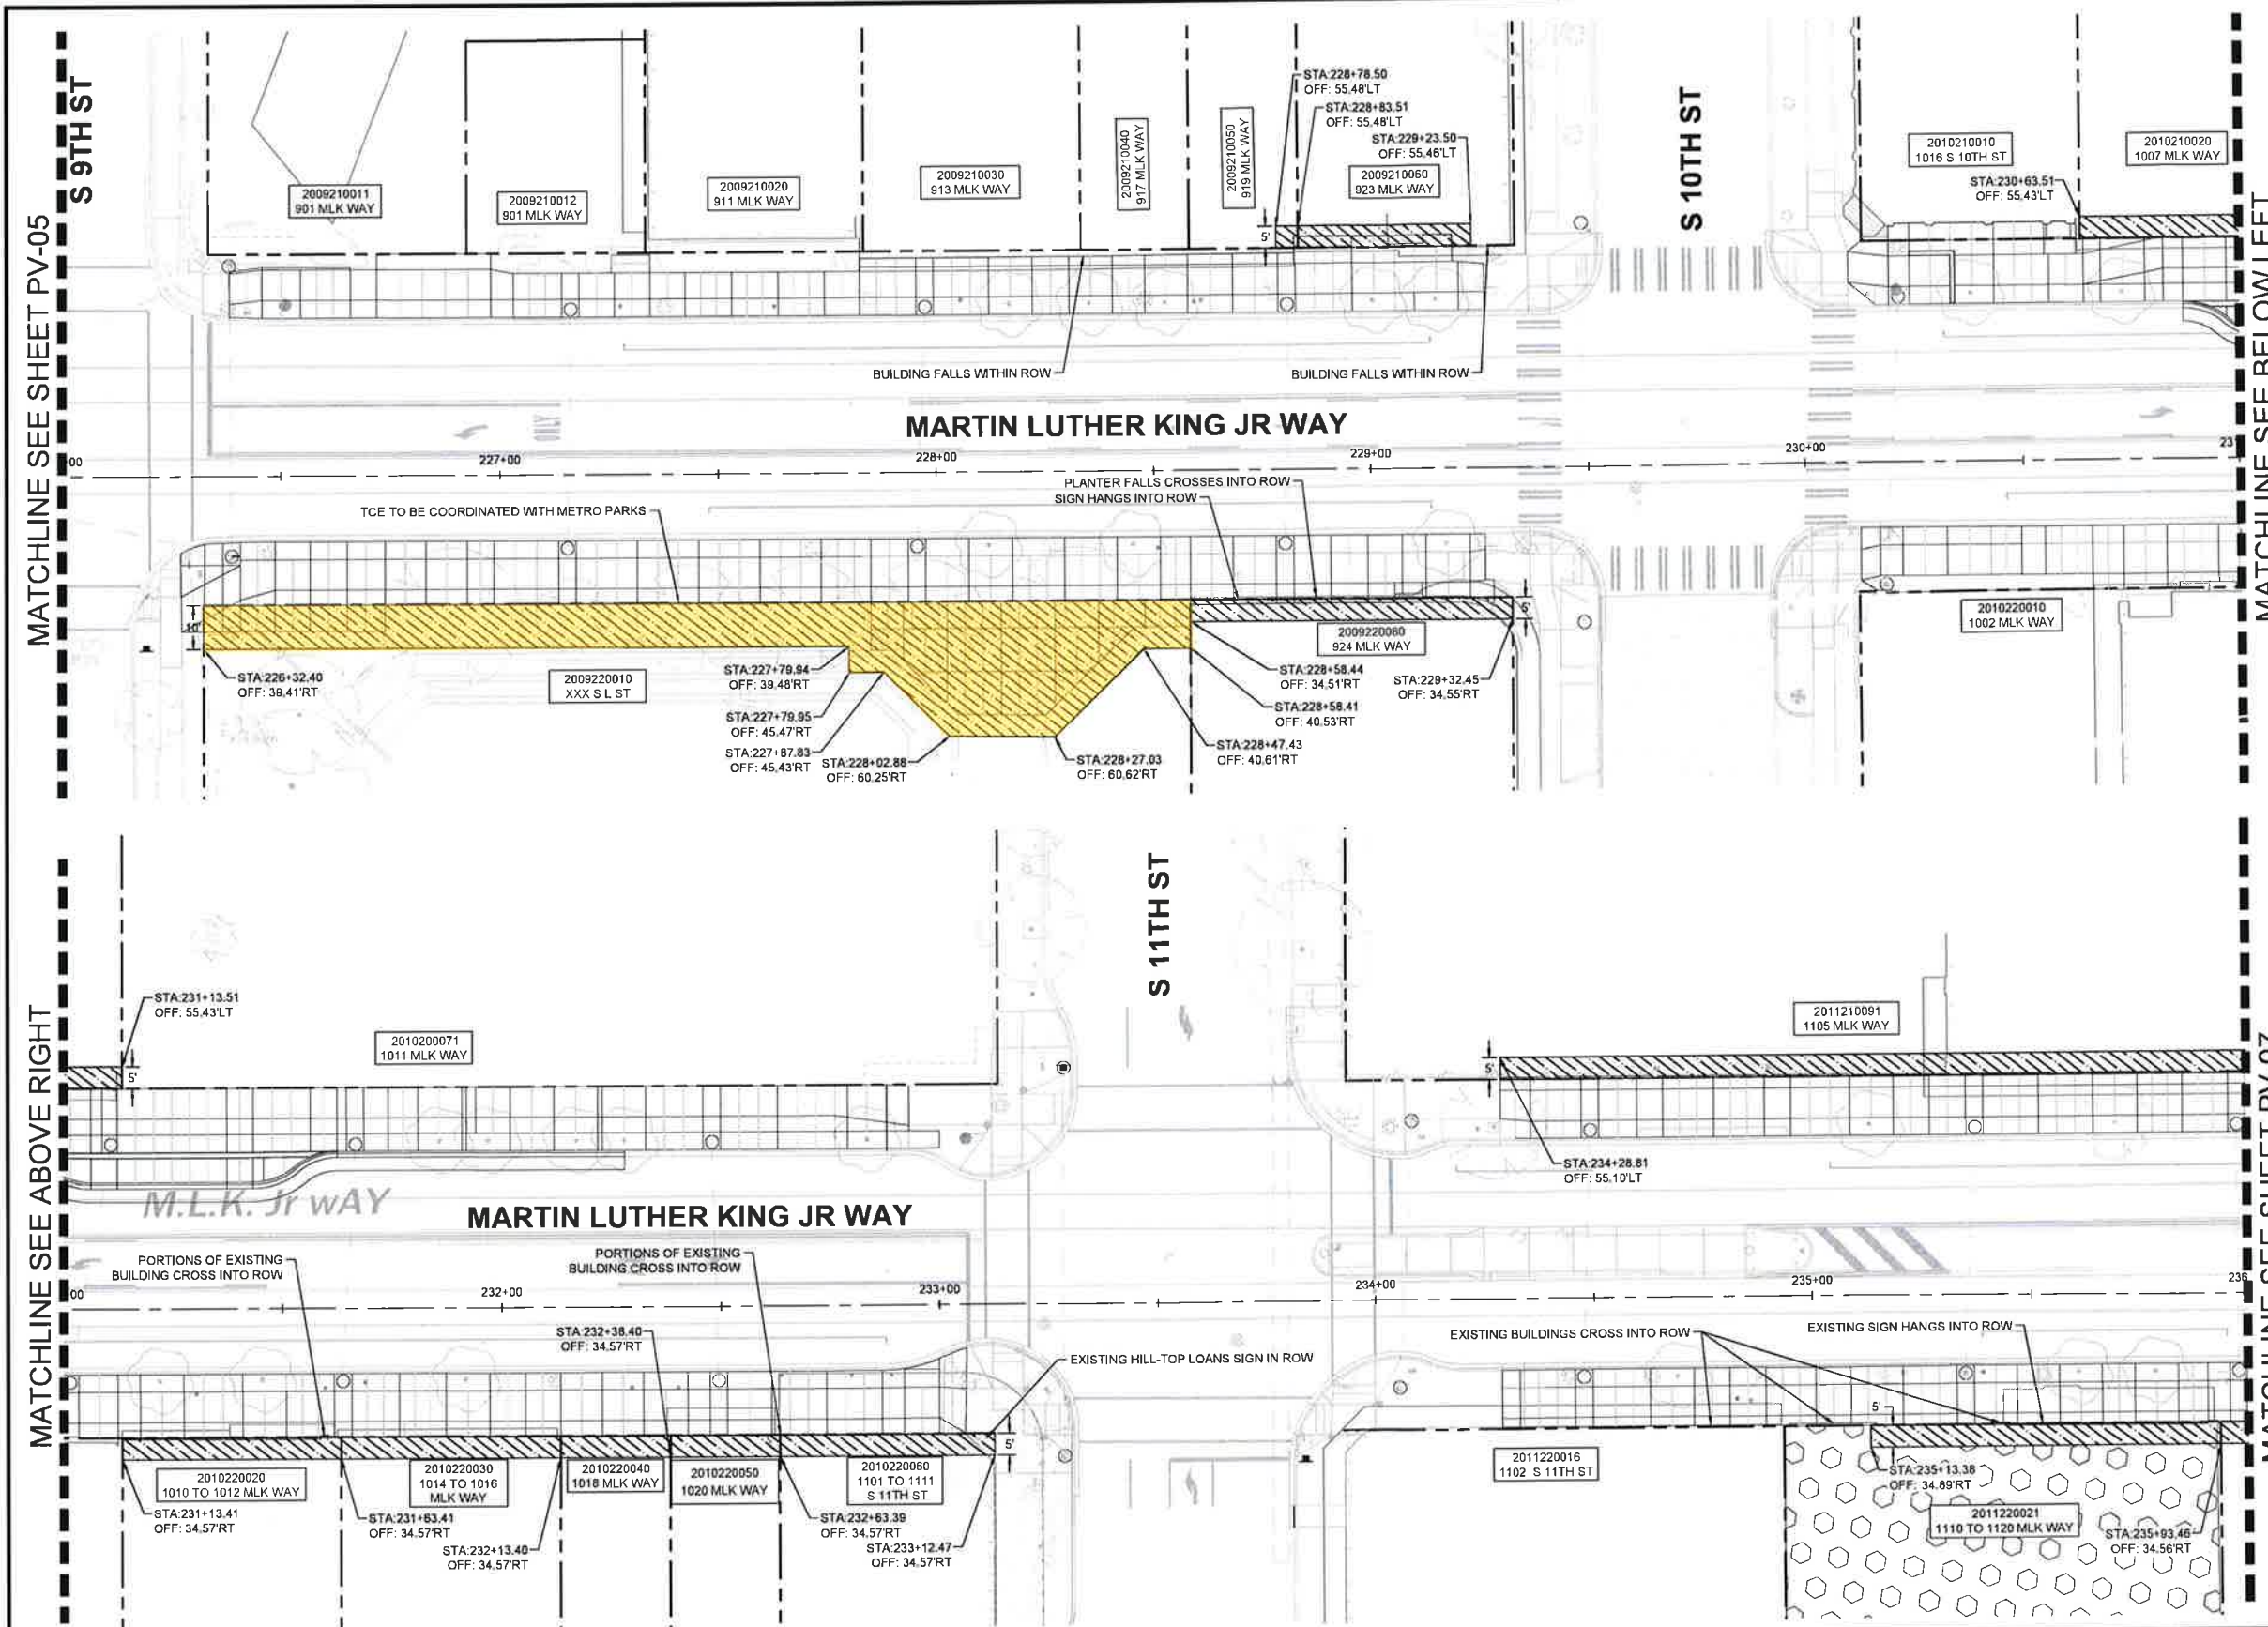 MATCHLINE SEE SHEET PV-05
S 9TH ST
2009210011
901 MLK WAY
2009210012
901 MLK WAY
2009210020
911 MLK WAY
2009210030
913 MLK WAY
2009210040
917 MLK WAY
2009210050
919 MLK WAY
STA:228+78.50
OFF: 55.48'LT
STA:228+83.51
OFF: 55.48'LT
STA:229+23.50
OFF: 55.46'LT
2009210060
923 MLK WAY
5'
S 10TH ST
2010210010
1016 S 10TH ST
2010210020
1007 MLK WAY
STA:230+63.51
OFF: 55.43'LT
MATCHLINE SEE BELOW LEFT
BUILDING FALLS WITHIN ROW
BUILDING FALLS WITHIN ROW
ONLY
MARTIN LUTHER KING JR WAY
00
227+00
228+00
229+00
230+00
23
PLANTER FALLS CROSSES INTO ROW
SIGN HANGS INTO ROW
TCE TO BE COORDINATED WITH METRO PARKS
10'
5'
STA:226+32.40
OFF: 39.41'RT
2009220010
XXX S L ST
STA:227+79.94
OFF: 39.48'RT
STA:227+79.95
OFF: 45.47'RT
STA:227+87.83
OFF: 45.43'RT
STA:228+02.88
OFF: 60.25'RT
STA:228+27.03
OFF: 60.62'RT
STA:228+47.43
OFF: 40.61'RT
STA:228+58.41
OFF: 40.53'RT
STA:228+58.44
OFF: 34.51'RT
2009220080
924 MLK WAY
STA:229+32.45
OFF: 34.55'RT
2010220010
1002 MLK WAY
MATCHLINE SEE ABOVE RIGHT
STA:231+13.51
OFF: 55.43'LT
5'
2010200071
1011 MLK WAY
S 11TH ST
2011210091
1105 MLK WAY
5'
STA:234+28.81
OFF: 55.10'LT
MATCHLINE SEE SHEET PV-07
M.L.K. Jr wAY
MARTIN LUTHER KING JR WAY
PORTIONS OF EXISTING
BUILDING CROSS INTO ROW
PORTIONS OF EXISTING
BUILDING CROSS INTO ROW
00
232+00
233+00
234+00
235+00
236
STA:232+38.40
OFF: 34.57'RT
EXISTING HILL-TOP LOANS SIGN IN ROW
EXISTING BUILDINGS CROSS INTO ROW
EXISTING SIGN HANGS INTO ROW
5'
5'
2010220020
1010 TO 1012 MLK WAY
2010220030
1014 TO 1016
MLK WAY
2010220040
1018 MLK WAY
2010220050
1020 MLK WAY
2010220060
1101 TO 1111
S 11TH ST
STA:231+13.41
OFF: 34.57'RT
STA:231+63.41
OFF: 34.57'RT
STA:232+13.40
OFF: 34.57'RT
STA:232+63.39
OFF: 34.57'RT
STA:233+12.47
OFF: 34.57'RT
2011220016
1102 S 11TH ST
STA:235+13.38
OFF: 34.89'RT
2011220021
1110 TO 1120 MLK WAY
STA:235+93.46
OFF: 34.56'RT